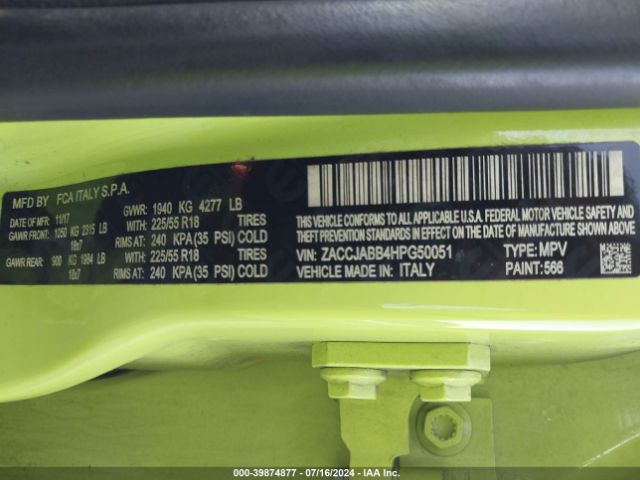 MFD BY FCA ITALY S.P.A.
DATE OF MFR 11/17 GVWR: 1940 KG 4277 LB
GAWR FRONT: 1250 KG 2315 LB WITH: 225/55 R18 TIRES
18x7 RIMS AT: 240 KPA (35 PSI) COLD
GAWR REAR: 900 KG 1984 LB WITH: 225/55 R18 TIRES
18x7 RIMS AT: 240 KPA (35 PSI) COLD
THIS VEHICLE CONFORMS TO ALL APPLICABLE U.S.A. FEDERAL MOTOR VEHICLE SAFETY
AND THEFT PREVENTION STANDARDS IN EFFECT ON THE DATE OF MANUFACTURE SHOWN ABOVE.
VIN: ZACCJABB4HPG50051 TYPE: MPV
VEHICLE MADE IN: ITALY PAINT: 566
000-39874877 - 07/16/2024 - IAA Inc.